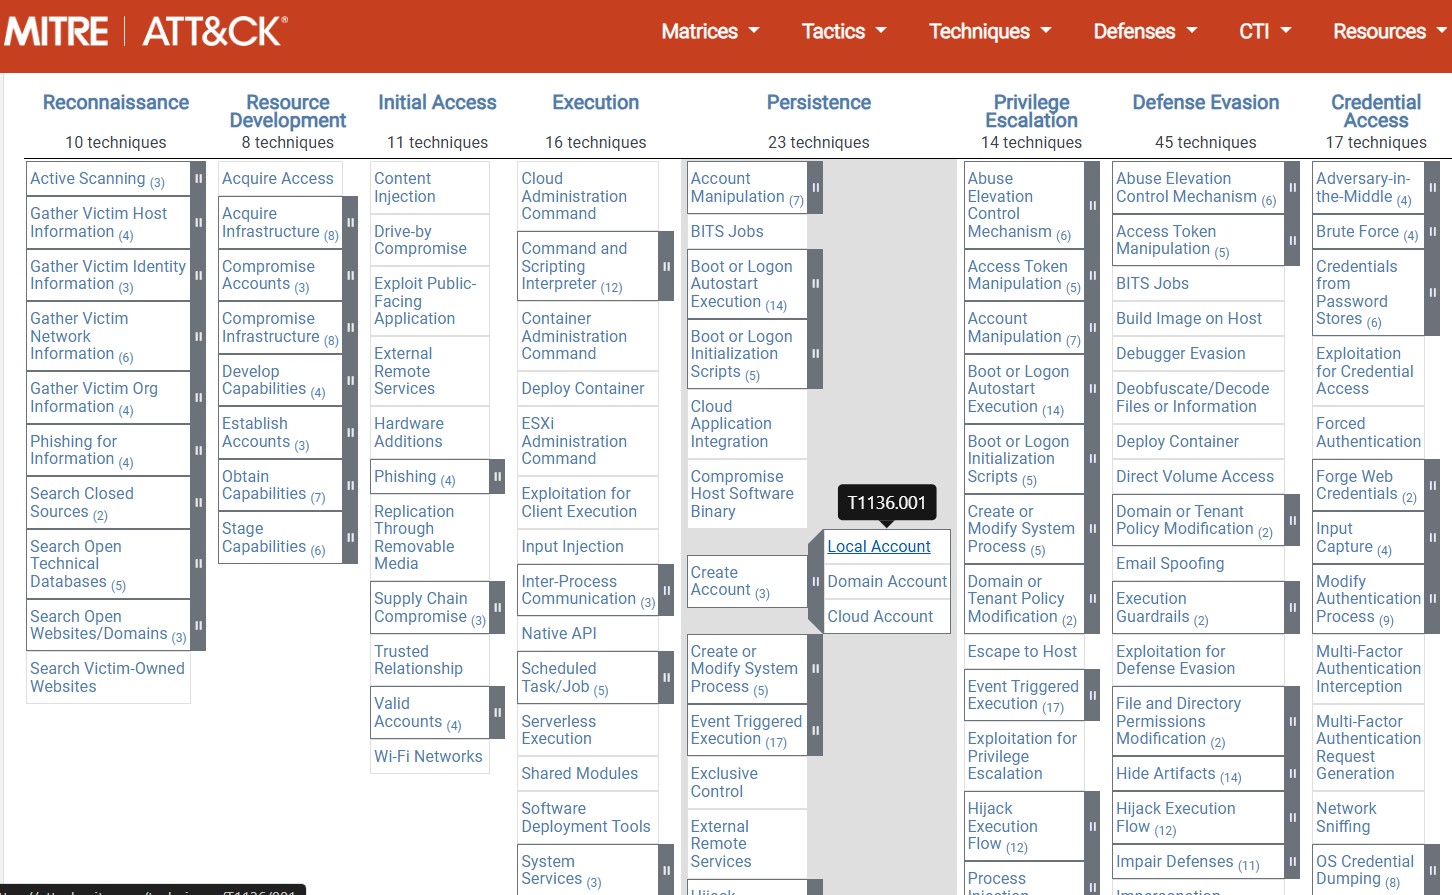 MITRE | ATT&CK®
Matrices
Tactics
Techniques
Defenses
CTI
Resources
Reconnaissance
10 techniques
Active Scanning (3)
Gather Victim Host
Information (4)
Gather Victim Identity
Information (3)
Gather Victim
Network
Information (6)
Gather Victim Org
Information (4)
Phishing for
Information (4)
Search Closed
Sources (2)
Search Open
Technical
Databases (5)
Search Open
Websites/Domains (3)
Search Victim-Owned
Websites
Resource
Development
8 techniques
Acquire Access
Acquire
Infrastructure (8)
Compromise
Accounts (3)
Compromise
Infrastructure (8)
Develop
Capabilities (4)
Establish
Accounts (3)
Obtain
Capabilities (7)
Stage
Capabilities (6)
Initial Access
11 techniques
Content
Injection
Drive-by
Compromise
Exploit Public-
Facing
Application
External
Remote
Services
Hardware
Additions
Phishing (4)
Replication
Through
Removable
Media
Supply Chain
Compromise (3)
Trusted
Relationship
Valid
Accounts (4)
Wi-Fi Networks
Execution
16 techniques
Cloud
Administration
Command
Command and
Scripting
Interpreter (12)
Container
Administration
Command
Deploy Container
ESXi
Administration
Command
Exploitation for
Client Execution
Input Injection
Inter-Process
Communication (3)
Native API
Scheduled
Task/Job (5)
Serverless
Execution
Shared Modules
Software
Deployment Tools
System
Services (3)
Persistence
23 techniques
Account
Manipulation (7)
BITS Jobs
Boot or Logon
Autostart
Execution (14)
Boot or Logon
Initialization
Scripts (5)
Cloud
Application
Integration
Compromise
Host Software
Binary
Create
Account (3)
T1136.001
Local Account
Domain Account
Cloud Account
Create or
Modify System
Process (5)
Event Triggered
Execution (17)
Exclusive
Control
External
Remote
Services
Hijack
Privilege
Escalation
14 techniques
Abuse
Elevation
Control
Mechanism (6)
Access Token
Manipulation (5)
Account
Manipulation (7)
Boot or Logon
Autostart
Execution (14)
Boot or Logon
Initialization
Scripts (5)
Create or
Modify System
Process (5)
Domain or
Tenant Policy
Modification (2)
Escape to Host
Event Triggered
Execution (17)
Exploitation for
Privilege
Escalation
Hijack
Execution
Flow (12)
Process
Defense Evasion
45 techniques
Abuse Elevation
Control Mechanism (6)
Access Token
Manipulation (5)
BITS Jobs
Build Image on Host
Debugger Evasion
Deobfuscate/Decode
Files or Information
Deploy Container
Direct Volume Access
Domain or Tenant
Policy Modification (2)
Email Spoofing
Execution
Guardrails (2)
Exploitation for
Defense Evasion
File and Directory
Permissions
Modification (2)
Hide Artifacts (14)
Hijack Execution
Flow (12)
Impair Defenses (11)
Impersonation
Credential
Access
17 techniques
Adversary-in-
the-Middle (4)
Brute Force (4)
Credentials
from
Password
Stores (6)
Exploitation
for Credential
Access
Forced
Authentication
Forge Web
Credentials (2)
Input
Capture (4)
Modify
Authentication
Process (9)
Multi-Factor
Authentication
Interception
Multi-Factor
Authentication
Request
Generation
Network
Sniffing
OS Credential
Dumping (8)